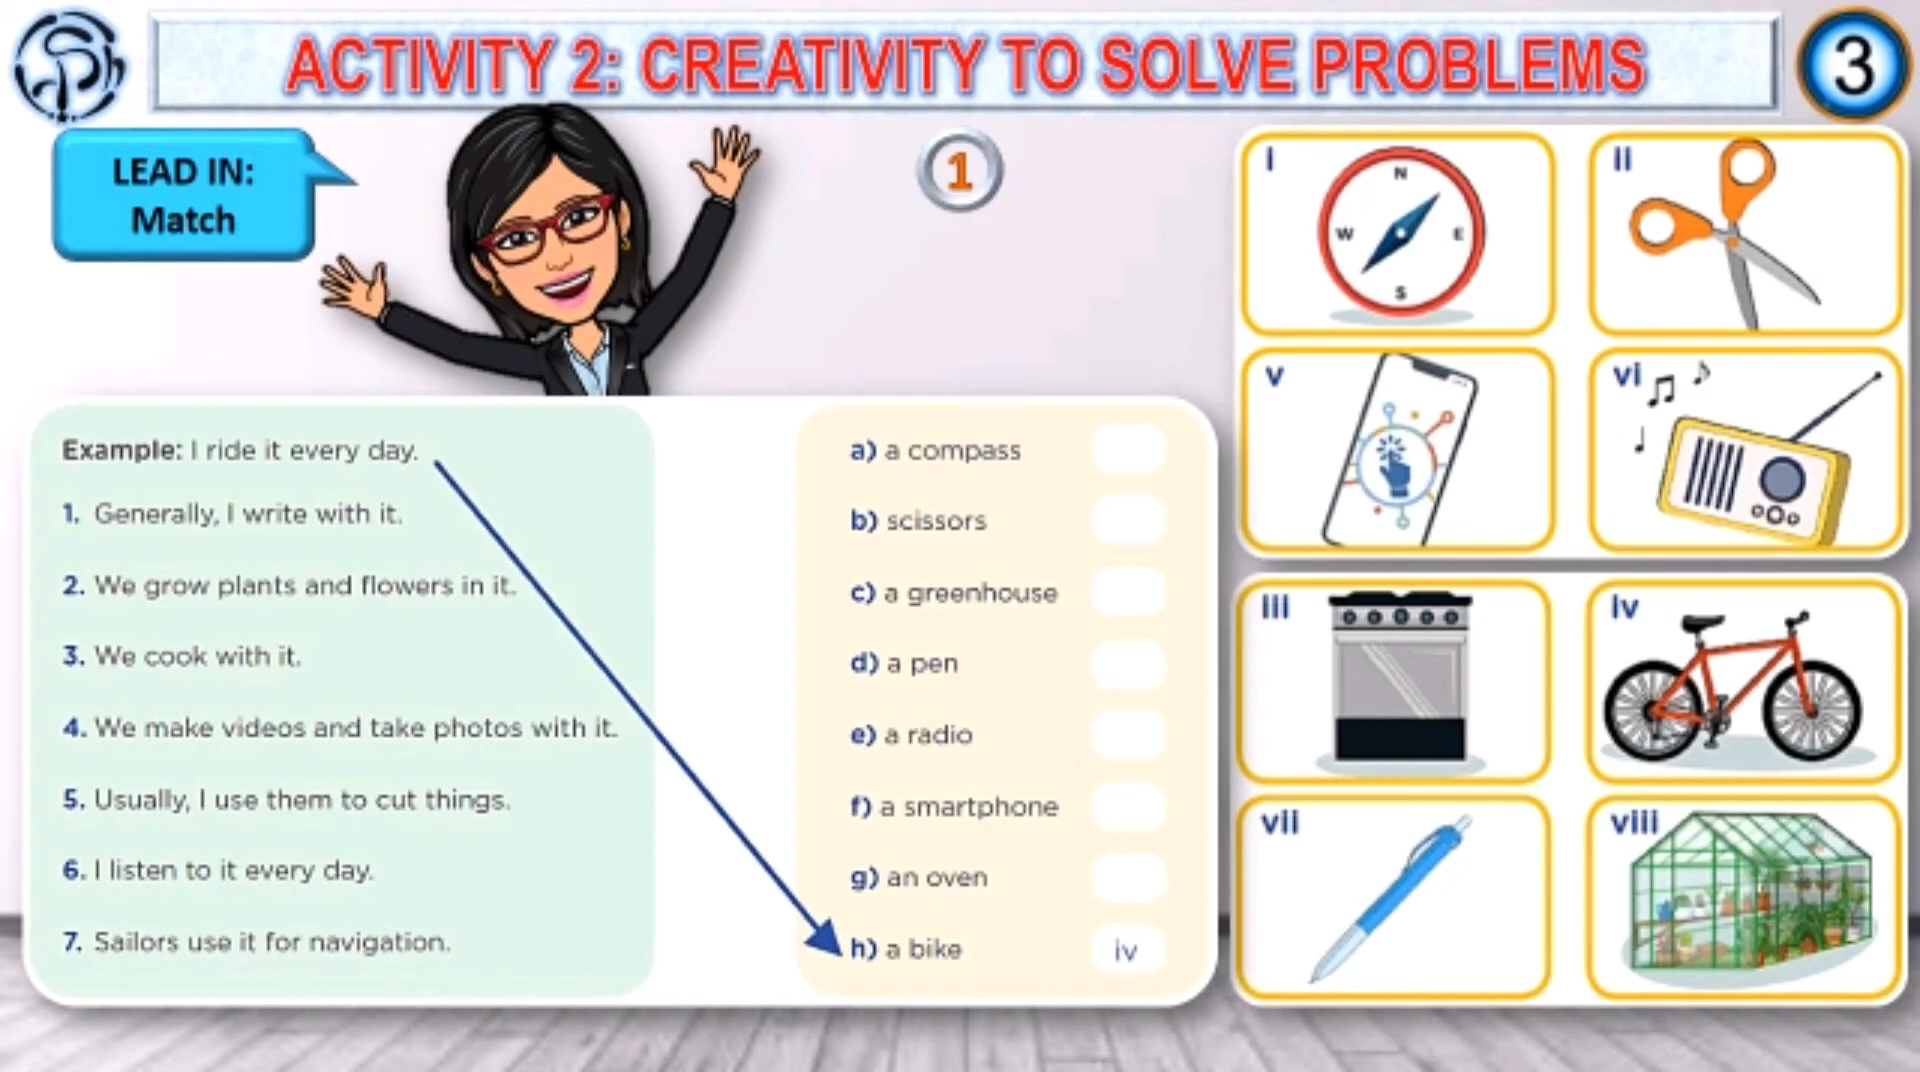 ACTIVITY 2: CREATIVITY TO SOLVE PROBLEMS
3
LEAD IN:
Match
1
Example: I ride it every day.
1. Generally, I write with it.
2. We grow plants and flowers in it.
3. We cook with it.
4. We make videos and take photos with it.
5. Usually, I use them to cut things.
6. I listen to it every day.
7. Sailors use it for navigation.
a) a compass
b) scissors
c) a greenhouse
d) a pen
e) a radio
f) a smartphone
g) an oven
h) a bike iv
i
N
W E
S
ii
v
vi
iii
iv
vii
viii